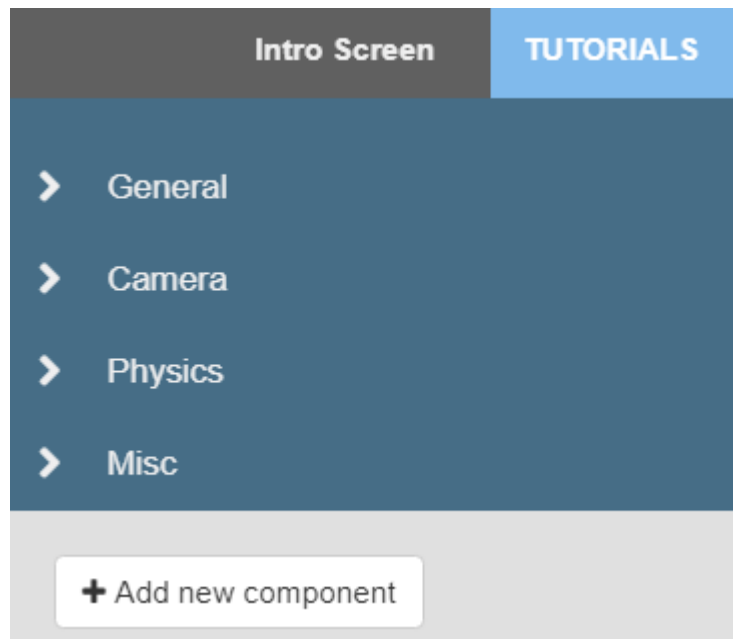 Intro Screen TUTORIALS
General
Camera
Physics
Misc
+ Add new component